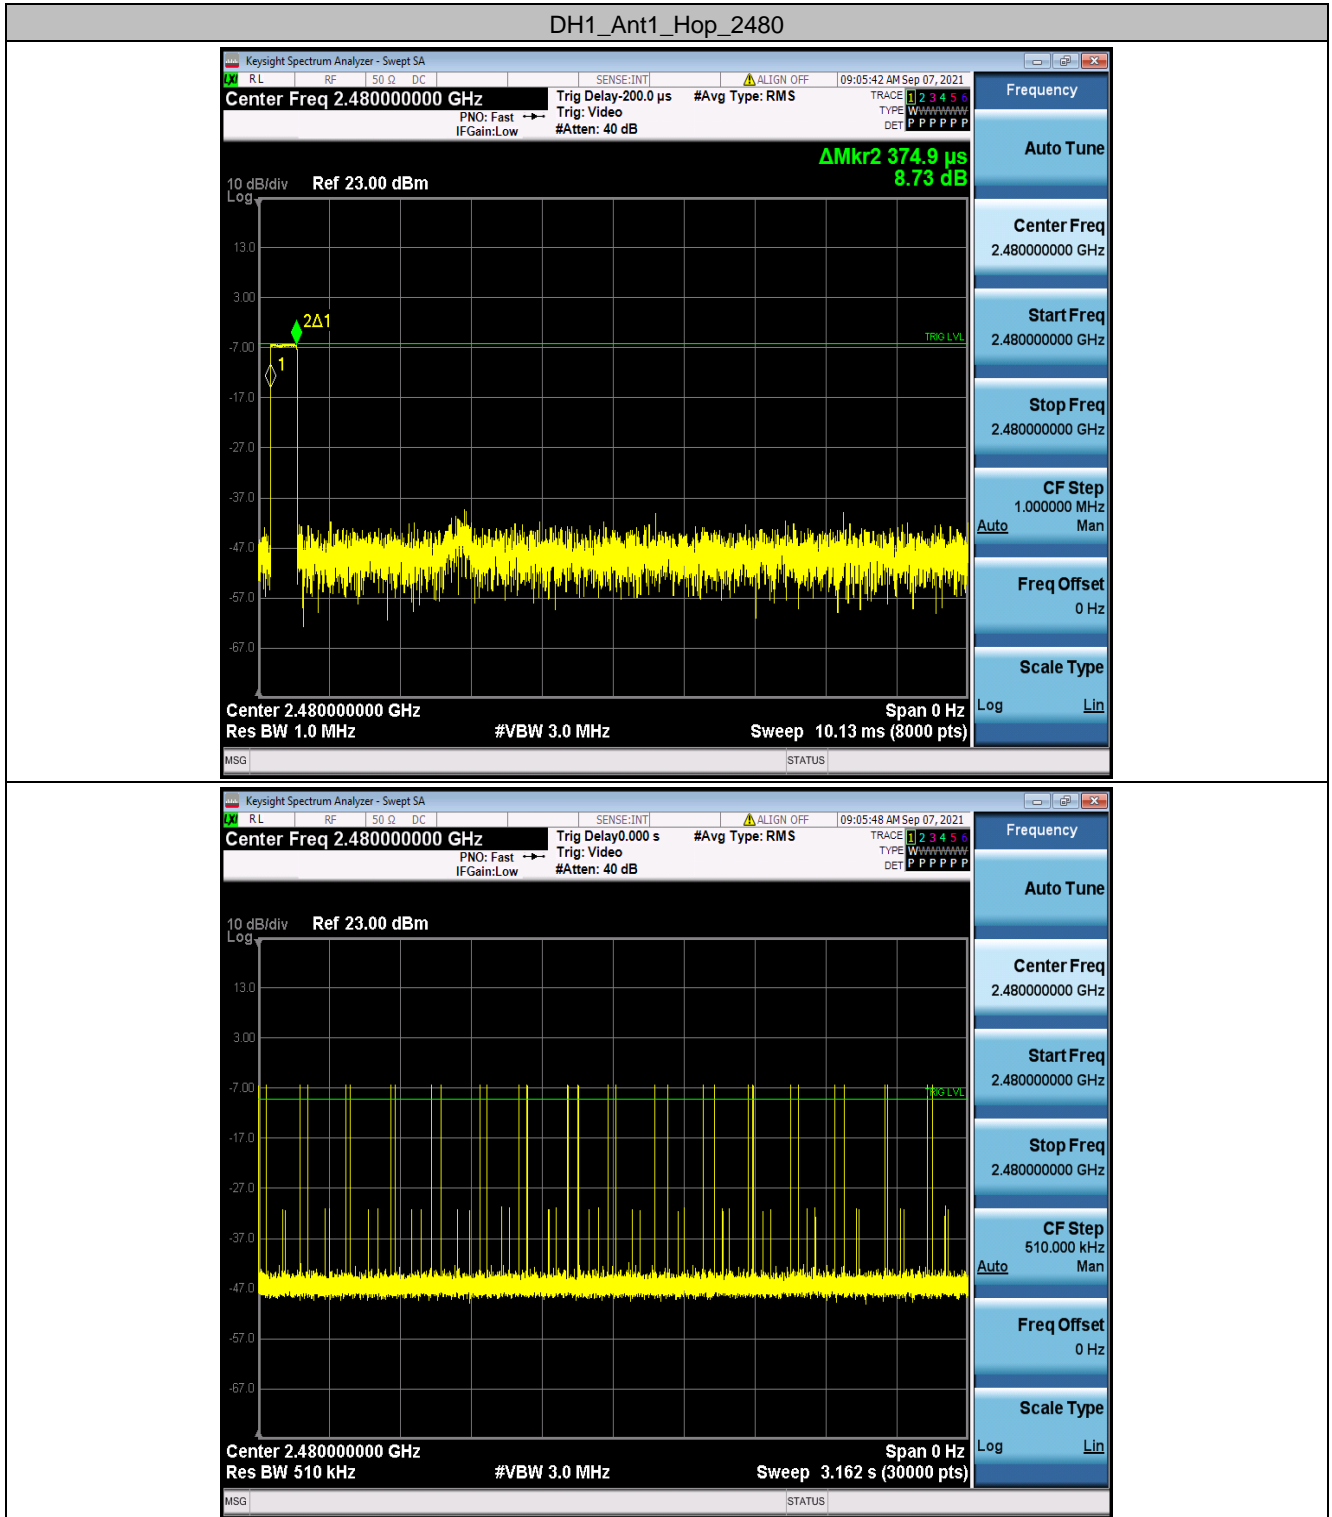 DH1_Ant1_Hop_2480
Keysight Spectrum Analyzer - Swept SA
LXI RL RF 50 Ω DC SENSE:INT ALIGN OFF 09:05:42 AM Sep 07, 2021
Center Freq 2.480000000 GHz
PNO: Fast
IFGain:Low
Trig Delay-200.0 µs
Trig: Video
#Atten: 40 dB
#Avg Type: RMS
TRACE 1 2 3 4 5 6
TYPE WWWWWW
DET P P P P P P
ΔMkr2 374.9 µs
8.73 dB
10 dB/div Ref 23.00 dBm
Log
13.0
3.00
2Δ1
TRIG LVL
-7.00
1
-17.0
-27.0
-37.0
-47.0
-57.0
-67.0
Center 2.480000000 GHz Span 0 Hz
Res BW 1.0 MHz #VBW 3.0 MHz Sweep 10.13 ms (8000 pts)
MSG STATUS
Frequency
Auto Tune
Center Freq
2.480000000 GHz
Start Freq
2.480000000 GHz
Stop Freq
2.480000000 GHz
CF Step
1.000000 MHz
Auto Man
Freq Offset
0 Hz
Scale Type
Log Lin
Keysight Spectrum Analyzer - Swept SA
LXI RL RF 50 Ω DC SENSE:INT ALIGN OFF 09:05:48 AM Sep 07, 2021
Center Freq 2.480000000 GHz
PNO: Fast
IFGain:Low
Trig Delay0.000 s
Trig: Video
#Atten: 40 dB
#Avg Type: RMS
TRACE 1 2 3 4 5 6
TYPE WWWWWW
DET P P P P P P
10 dB/div Ref 23.00 dBm
Log
13.0
3.00
-7.00
TRIG LVL
-17.0
-27.0
-37.0
-47.0
-57.0
-67.0
Center 2.480000000 GHz Span 0 Hz
Res BW 510 kHz #VBW 3.0 MHz Sweep 3.162 s (30000 pts)
MSG STATUS
Frequency
Auto Tune
Center Freq
2.480000000 GHz
Start Freq
2.480000000 GHz
Stop Freq
2.480000000 GHz
CF Step
510.000 kHz
Auto Man
Freq Offset
0 Hz
Scale Type
Log Lin